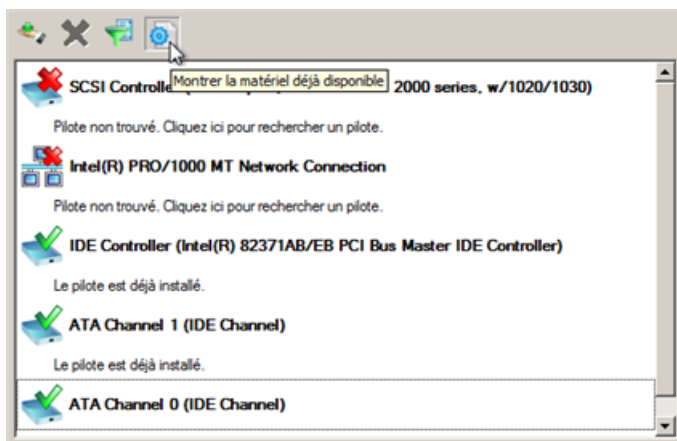 SCSI Controlle
Montrer la matériel déjà disponible
2000 series, w/1020/1030)
Pilote non trouvé. Cliquez ici pour rechercher un pilote.
Intel(R) PRO/1000 MT Network Connection
Pilote non trouvé. Cliquez ici pour rechercher un pilote.
IDE Controller (Intel(R) 82371AB/EB PCI Bus Master IDE Controller)
Le pilote est déjà installé.
ATA Channel 1 (IDE Channel)
Le pilote est déjà installé.
ATA Channel 0 (IDE Channel)